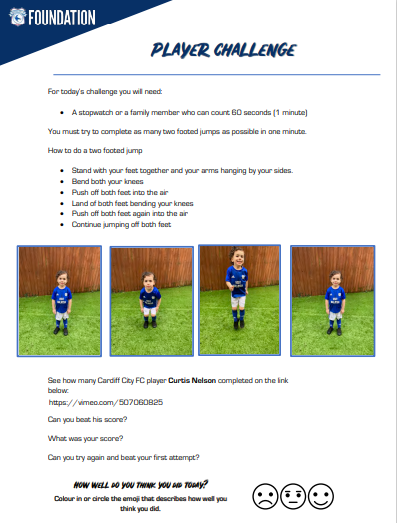 FOUNDATION
PLAYER CHALLENGE
For today's challenge you will need:
• A stopwatch or a family member who can count 60 seconds (1 minute)
You must try to complete as many two footed jumps as possible in one minute.
How to do a two footed jump
• Stand with your feet together and your arms hanging by your sides.
• Bend both your knees
• Push off both feet into the air
• Land of both feet bending your knees
• Push off both feet again into the air
• Continue jumping off both feet
See how many Cardiff City FC player Curtis Nelson completed on the link
below:
https://vimeo.com/507060825
Can you beat his score?
What was your score?
Can you try again and beat your first attempt?
HOW WELL DO YOU THINK YOU DID TODAY?
Colour in or circle the emoji that describes how well you
think you did.